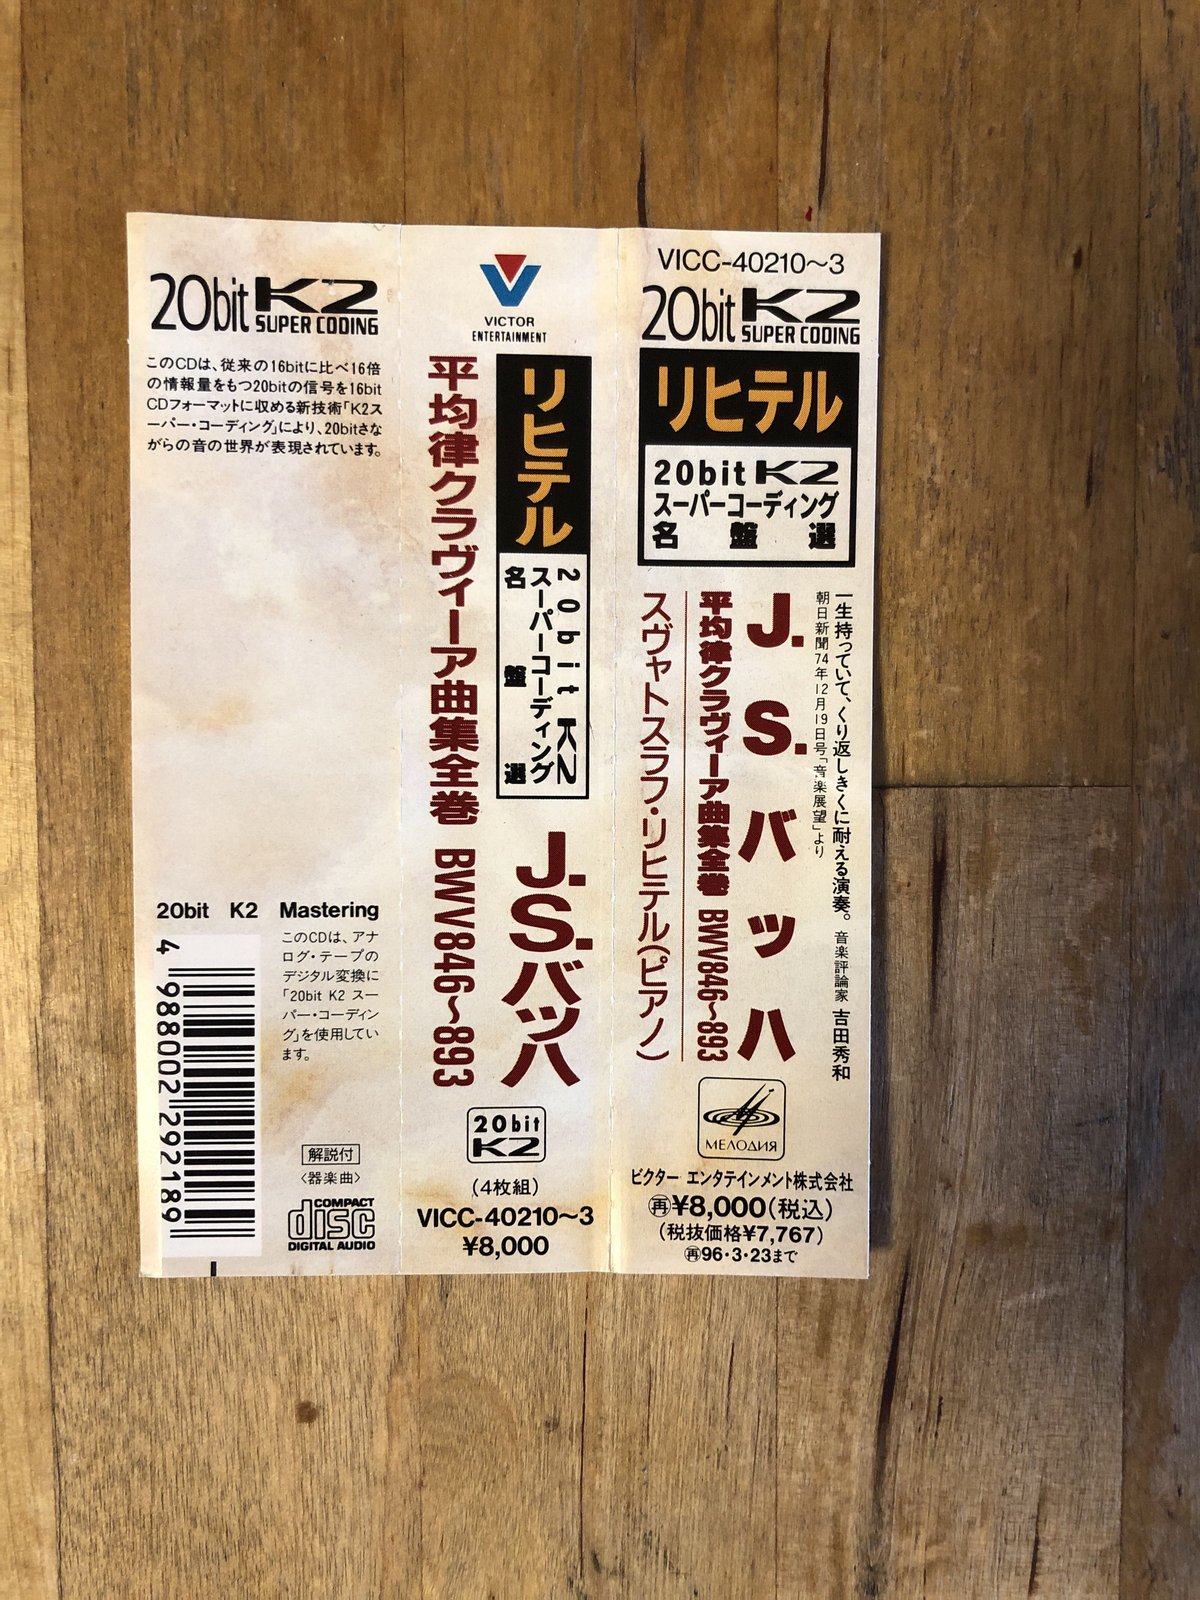 20bit K2
SUPER CODING
このCDは、従来の16bitに比べ16倍
の情報量をもつ20bitの信号を16bit
CDフォーマットに収める新技術「K2ス
ーパー・コーディング」により、20bitさな
がらの音の世界が表現されています。
20bit K2 Mastering
このCDは、アナ
ログ・テープの
デジタル変換に
「20bit K2 スー
パー・コーディン
グ」を使用してい
ます。
4 988002 292189
解説付
〈器楽曲〉
COMPACT
disc
DIGITAL AUDIO
VICTOR
ENTERTAINMENT
リヒテル
20bit K2
スーパーコーディング
名盤選
J.S.バッハ
平均律クラヴィーア曲集全巻 BWV846〜893
20bit
K2
(4枚組)
VICC-40210〜3
¥8,000
VICC-40210〜3
20bit K2
SUPER CODING
リヒテル
20bit K2
スーパーコーディング
名盤選
一生持っていて、くり返しきくに耐える演奏。 音楽評論家 吉田秀和
朝日新聞74年12月19日号「音楽展望」より
J.S.バッハ
平均律クラヴィーア曲集全巻 BWV846〜893
スヴャトスラフ・リヒテル(ピアノ)
МЕЛОДИЯ
ビクター エンタテインメント株式会社
再¥8,000(税込)
(税抜価格¥7,767)
再96・3・23まで